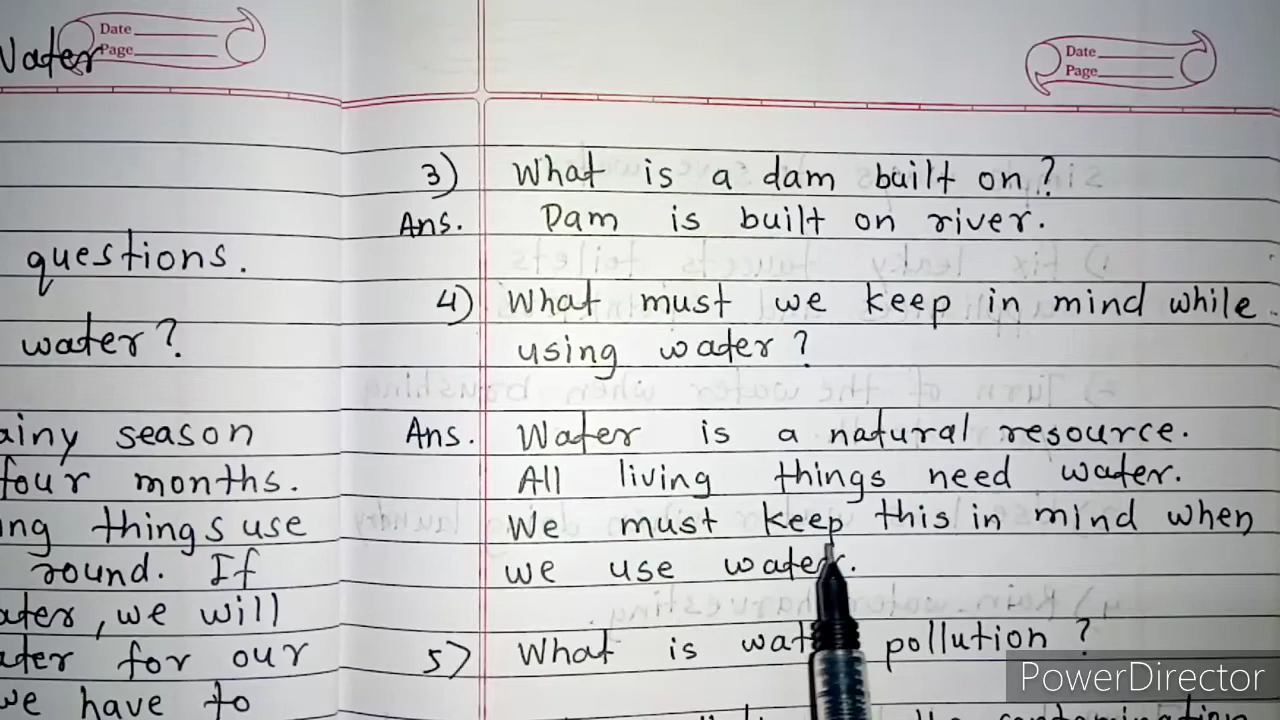 Date
Page
Water
questions.
water?
ainy season
four months.
ng things use
round. If
ater, we will
ater for our
we have to
Date
Page
3) What is a dam built on?
Ans. Dam is built on river.
4) What must we keep in mind while
using water?
Ans. Water is a natural resource.
All living things need water.
We must keep this in mind when
we use water.
5) What is water pollution?
PowerDirector